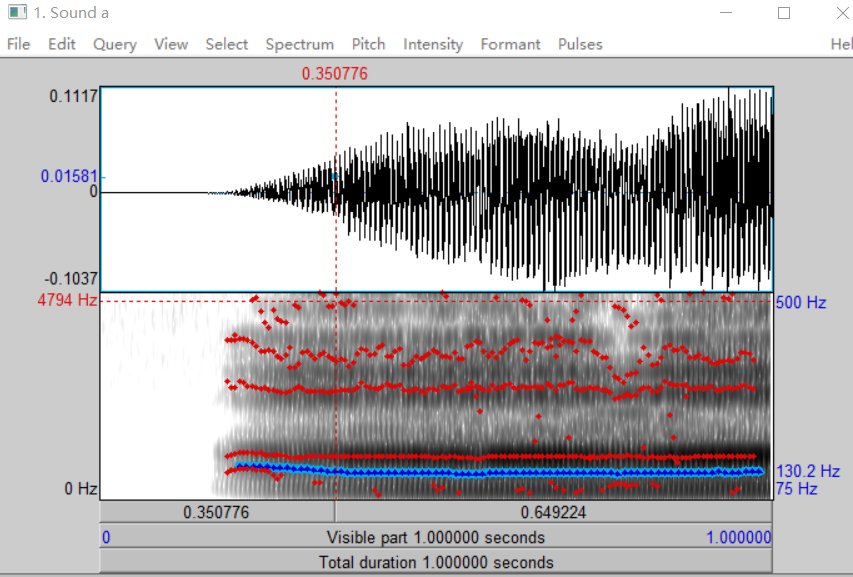 1. Sound a
File Edit Query View Select Spectrum Pitch Intensity Formant Pulses Hel
0.350776
0.1117
0.01581
0
-0.1037
4794 Hz 500 Hz
130.2 Hz
0 Hz 75 Hz
0.350776 0.649224
0 Visible part 1.000000 seconds 1.000000
Total duration 1.000000 seconds